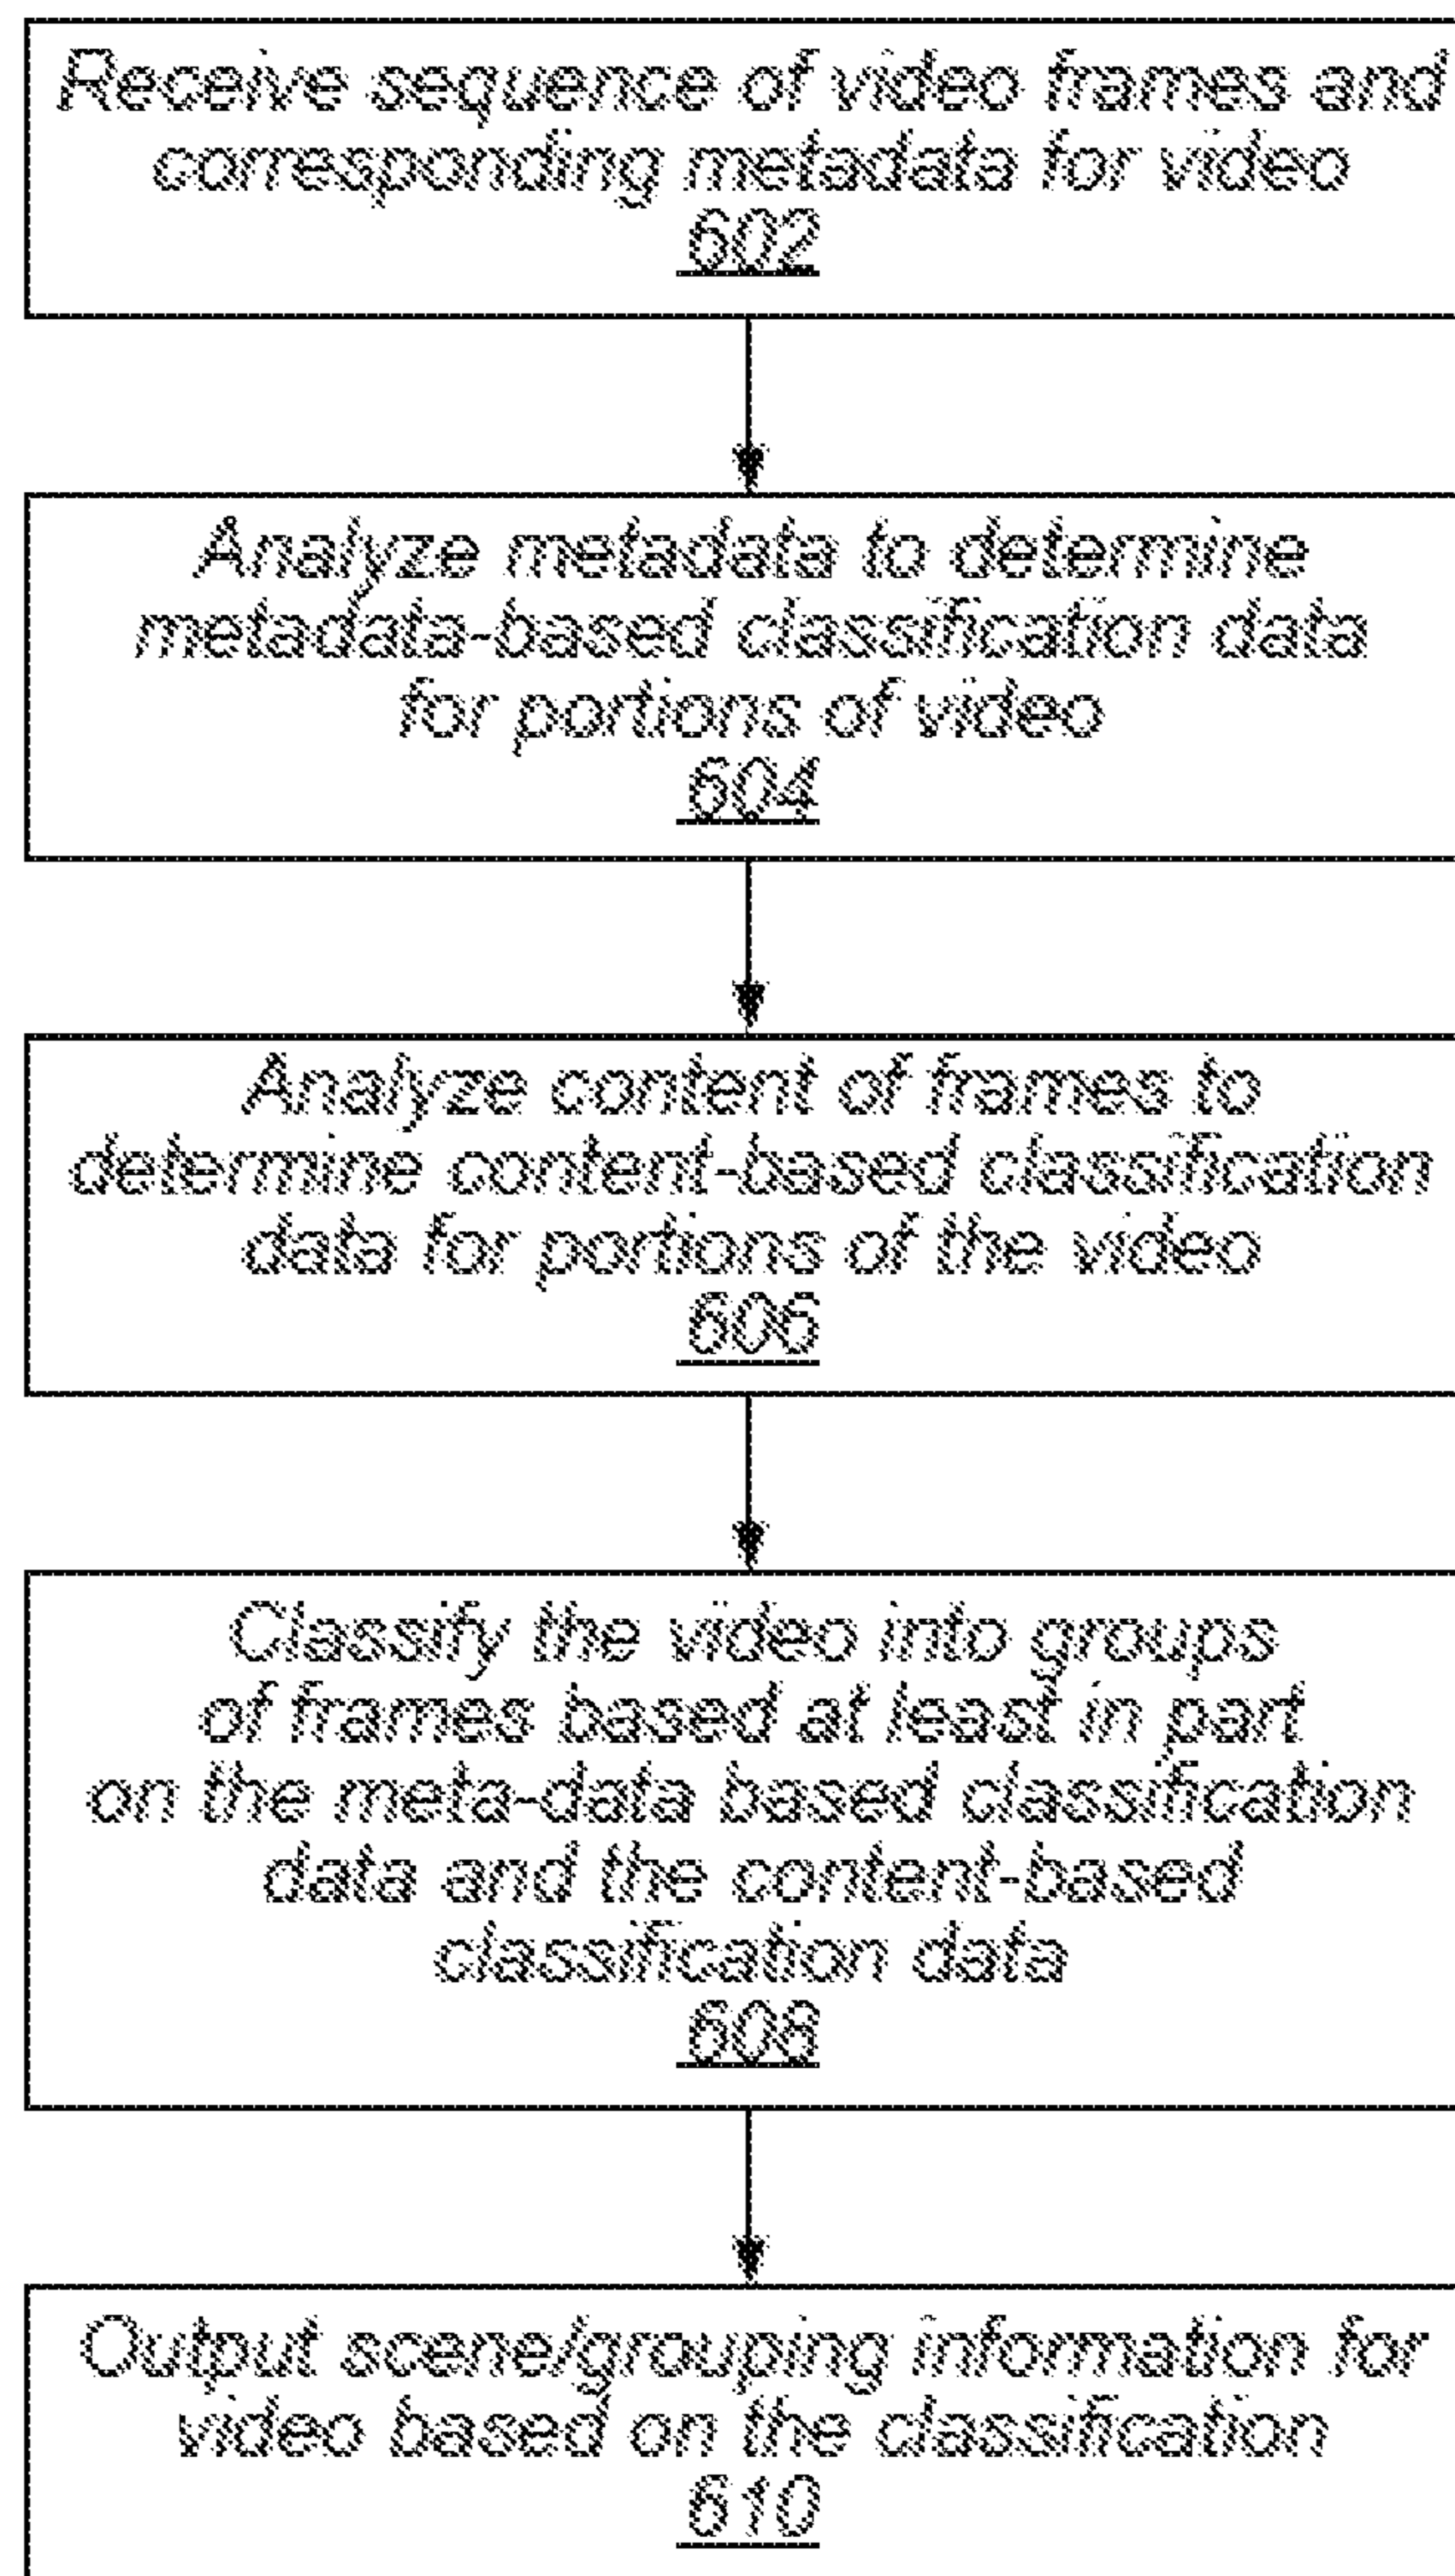 Receive sequence of video frames and
corresponding metadata for video
602
Analyze metadata to determine
metadata-based classification data
for portions of video
604
Analyze content of frames to
determine content-based classification
data for portions of the video
606
Classify the video into groups
of frames based at least in part
on the meta-data based classification
data and the content-based
classification data
608
Output scene/grouping information for
video based on the classification
610